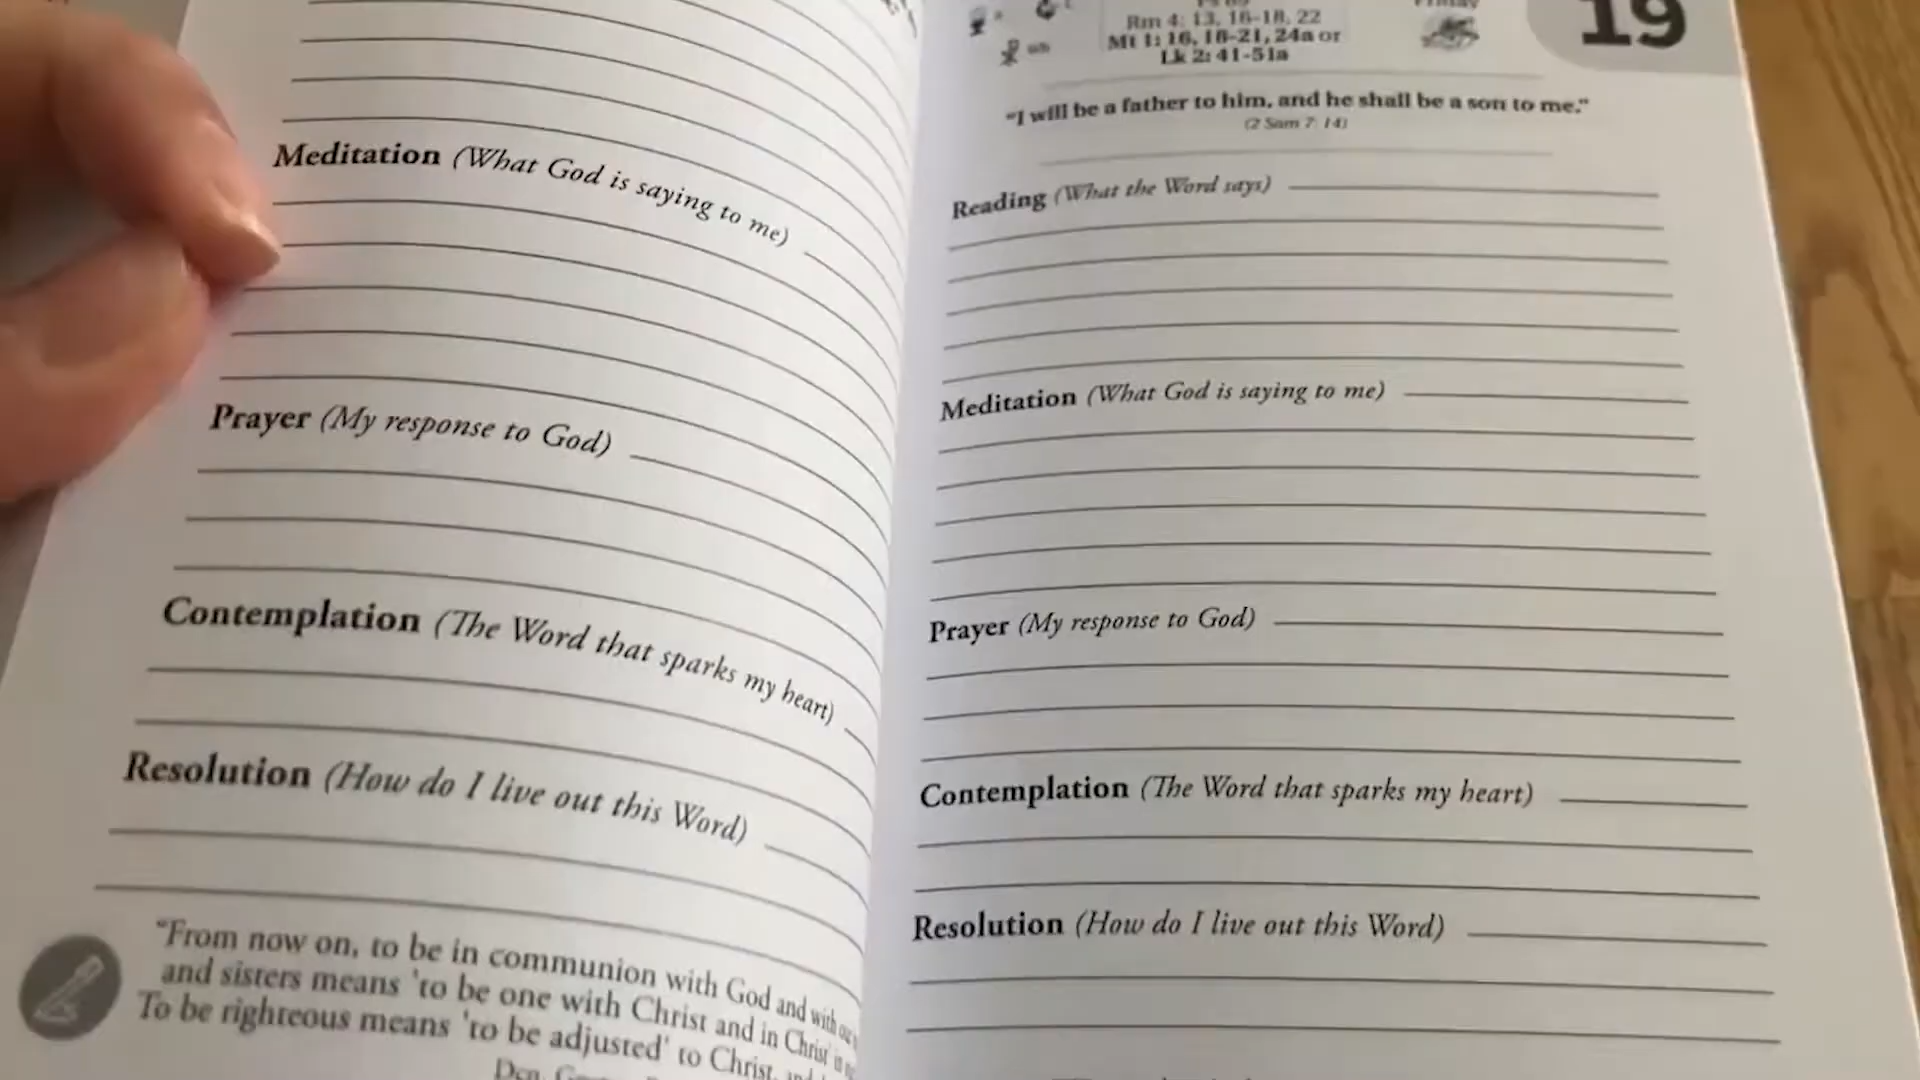 Meditation (What God is saying to me)
Prayer (My response to God)
Contemplation (The Word that sparks my heart)
Resolution (How do I live out this Word)
"From now on, to be in communion with God and with
and sisters means 'to be one with Christ and in Christ'
To be righteous means 'to be adjusted' to Christ,
19
Rm 4: 13, 16-18, 22
Mt 1: 16, 18-21, 24a or
Lk 2: 41-51a
"I will be a father to him, and he shall be a son to me."
(2 Sam 7: 14)
Reading (What the Word says)
Meditation (What God is saying to me)
Prayer (My response to God)
Contemplation (The Word that sparks my heart)
Resolution (How do I live out this Word)